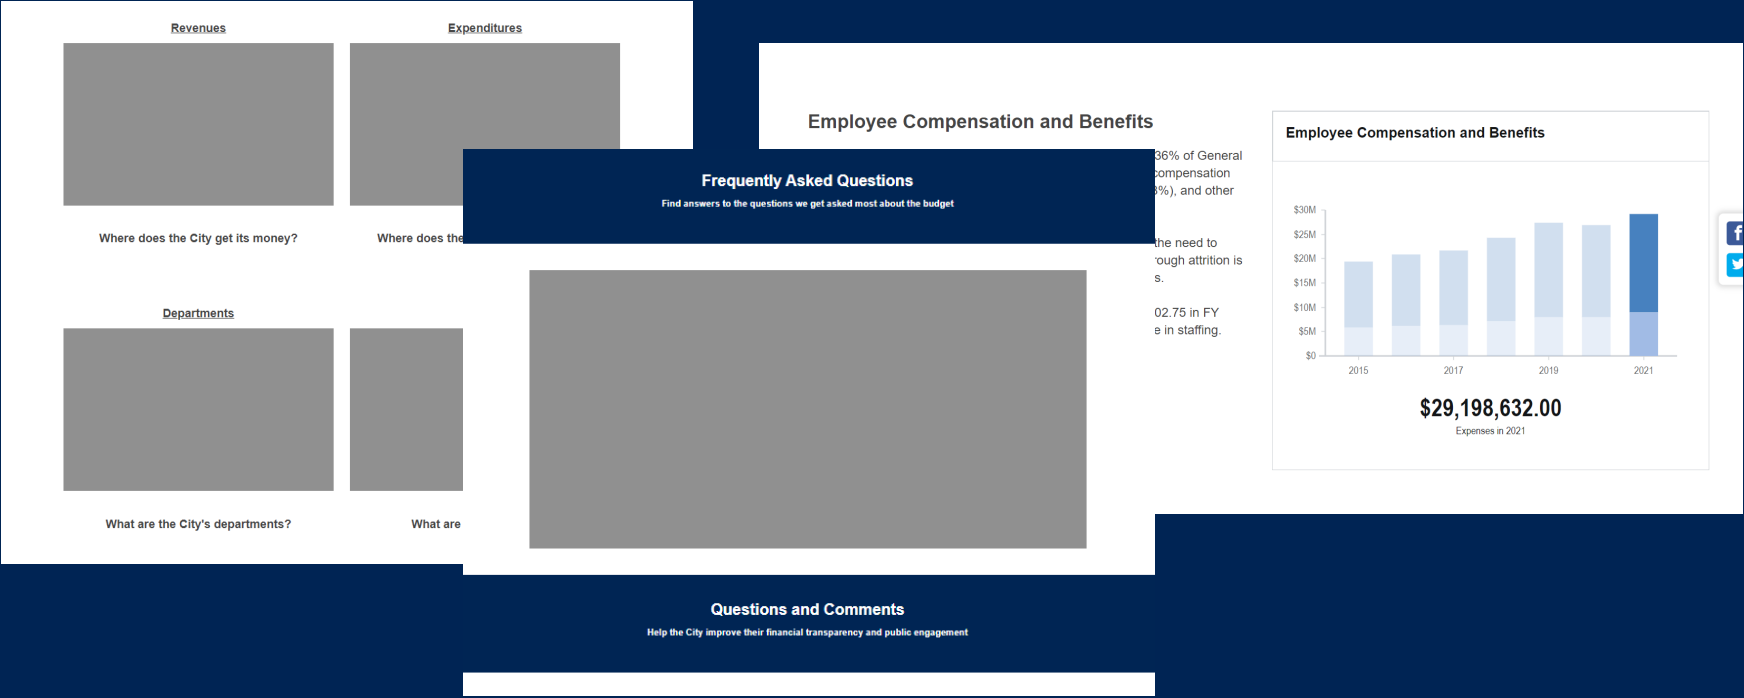 Revenues
Expenditures
Where does the City get its money?
Where does the
Departments
What are the City's departments?
What are
Frequently Asked Questions
Find answers to the questions we get asked most about the budget
Questions and Comments
Help the City improve their financial transparency and public engagement
Employee Compensation and Benefits
36% of General
compensation
%), and other
the need to
rough attrition is
s.
02.75 in FY
e in staffing.
Employee Compensation and Benefits
$30M
$25M
$20M
$15M
$10M
$5M
$0
2015
2017
2019
2021
$29,198,632.00
Expenses in 2021